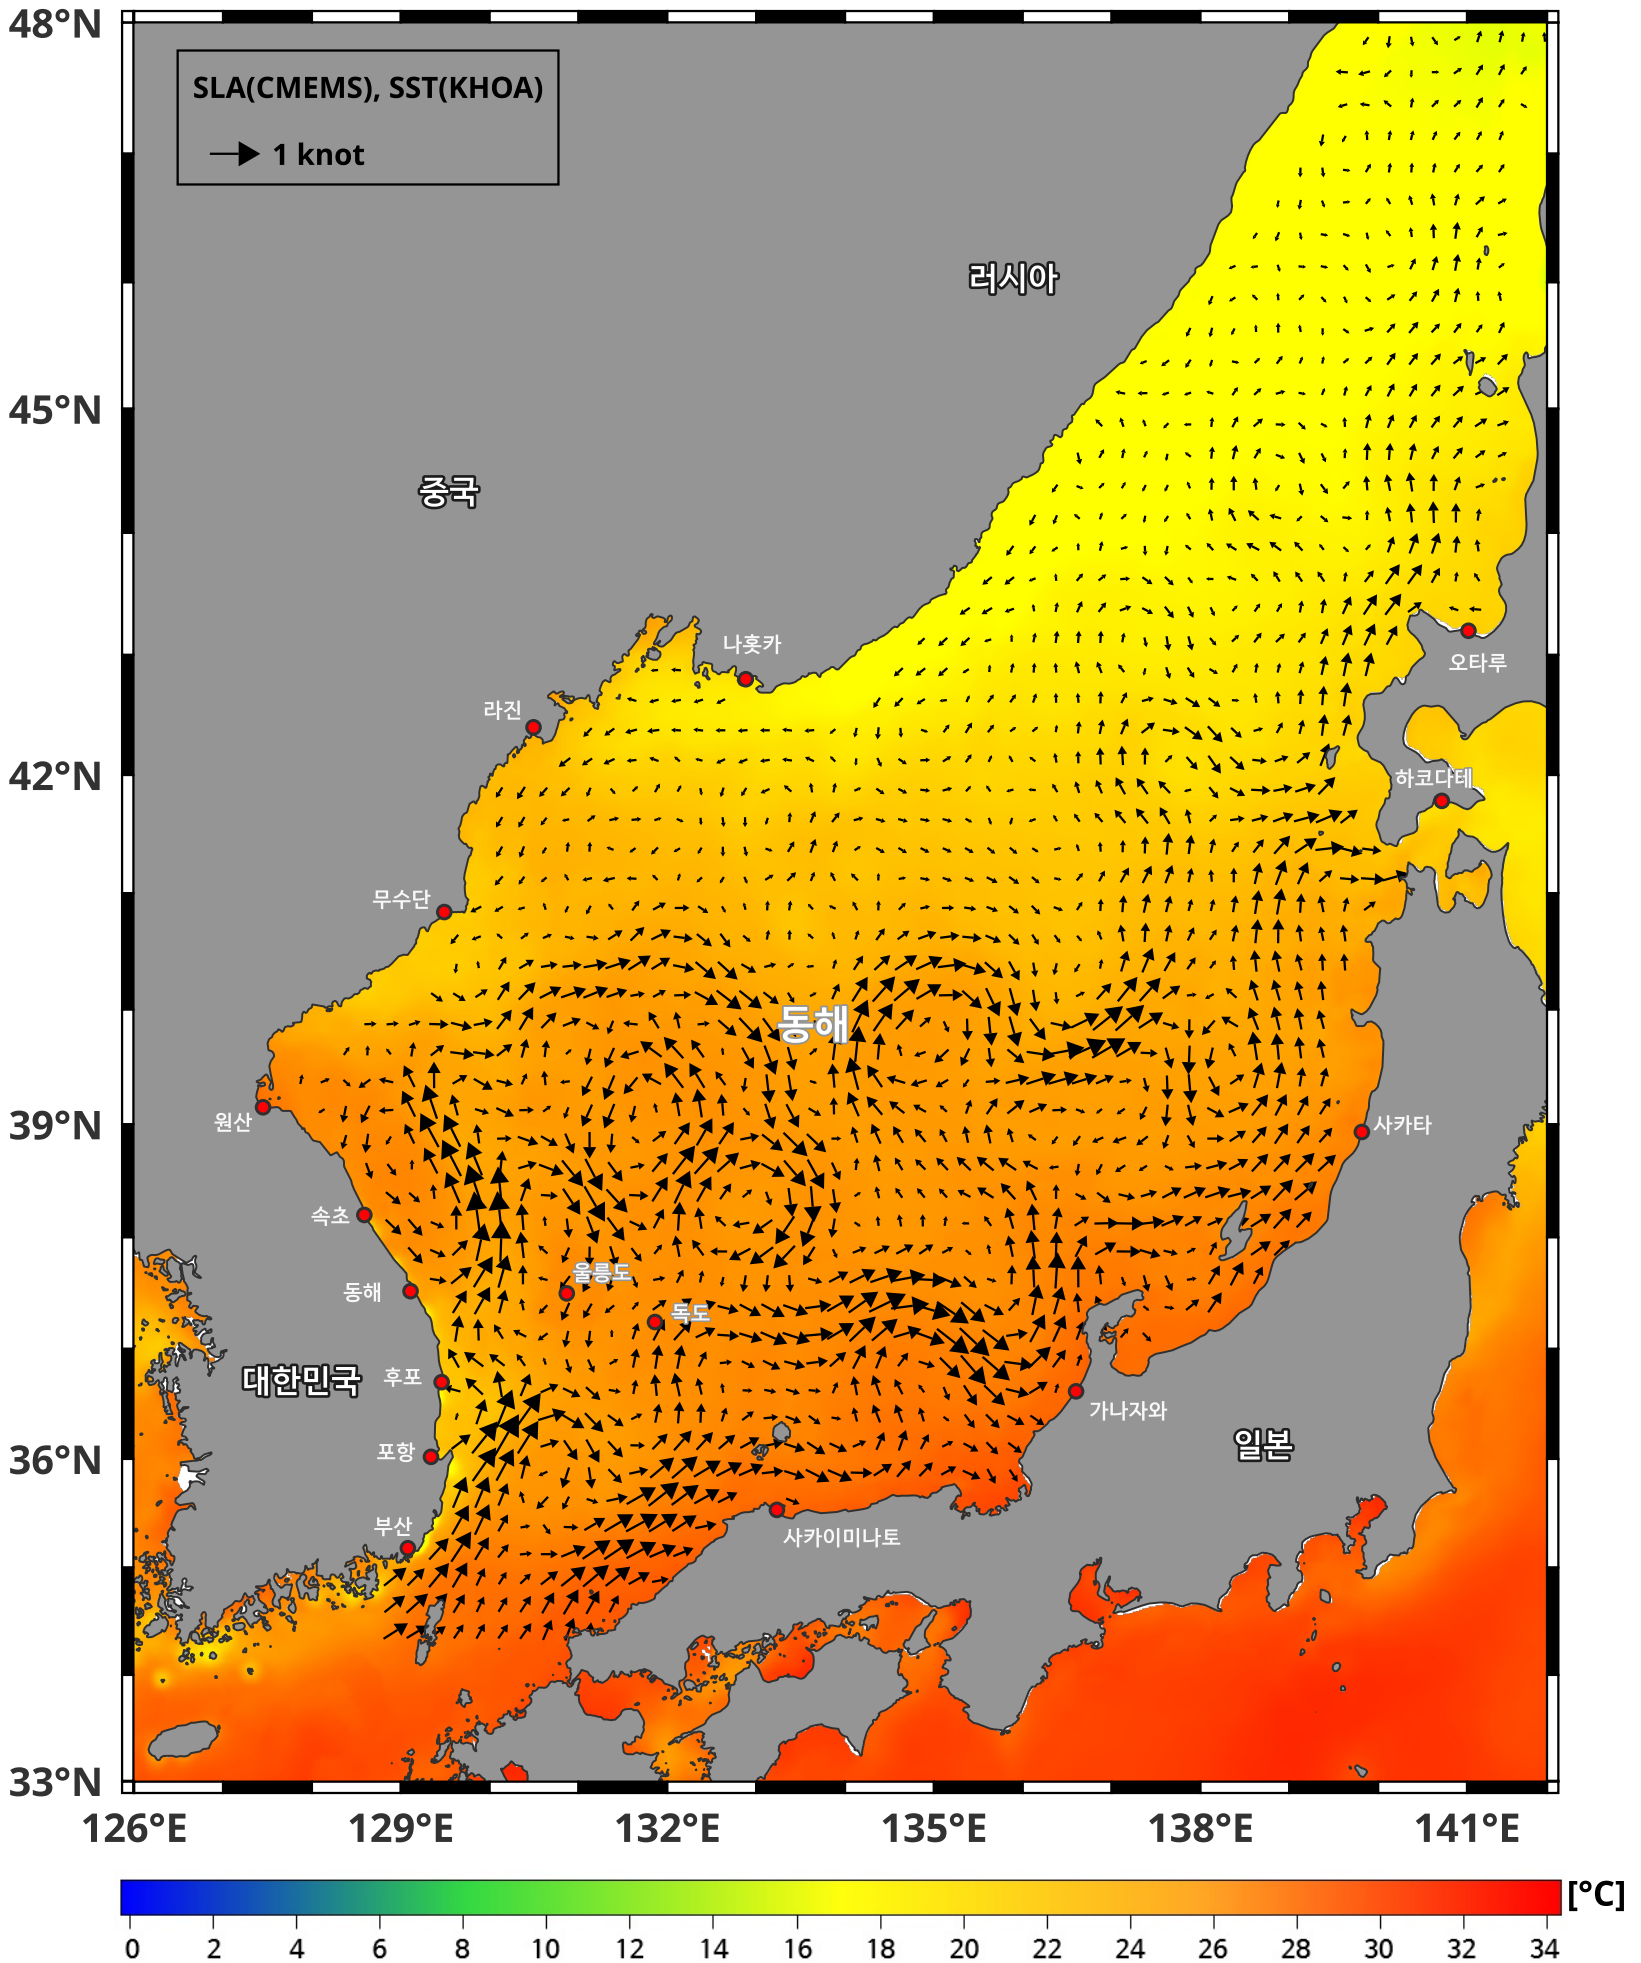 48°N
SLA(CMEMS), SST(KHOA)
1 knot
러시아
45°N
중국
나홋카
오타루
라진
42°N
하코다테
무수단
동해
39°N
원산
사카타
속초
울릉도
동해
독도
대한민국
후포
가나자와
일본
36°N
포항
부산
사카이미나토
33°N
126°E 129°E 132°E 135°E 138°E 141°E
[°C]
0 2 4 6 8 10 12 14 16 18 20 22 24 26 28 30 32 34